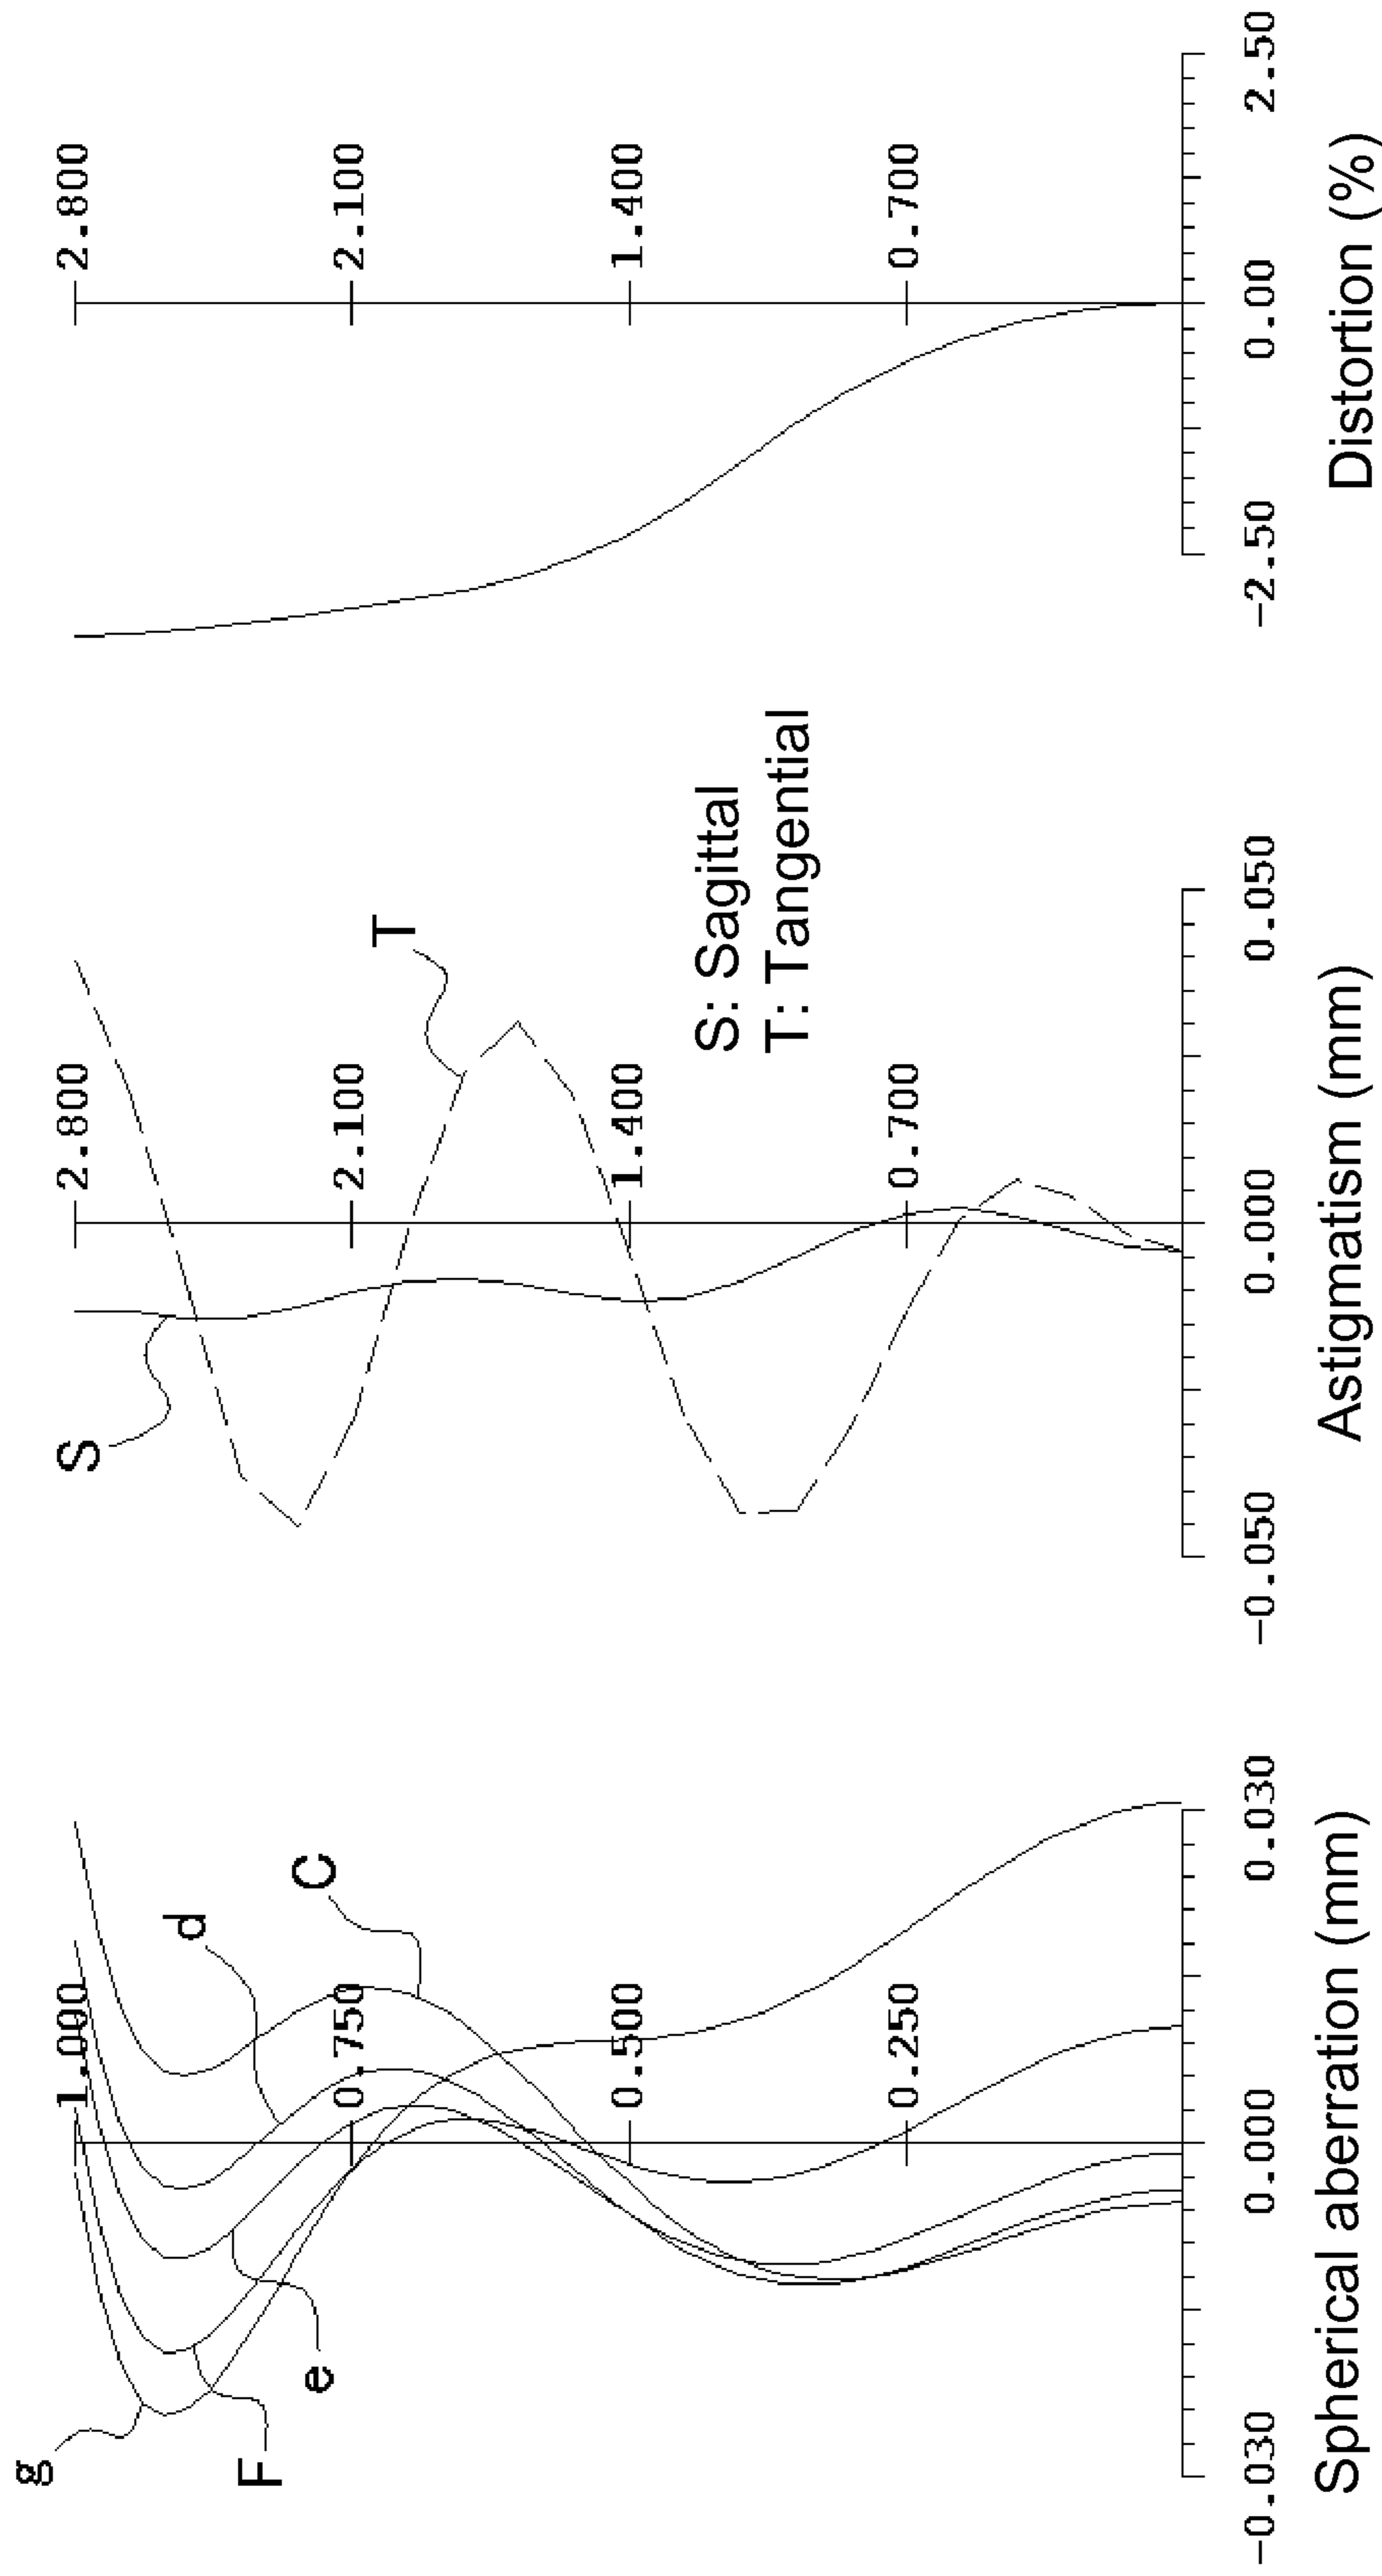 g
F
e
d
C
1.000
0.750
0.500
0.250
-0.030
0.000
0.030
Spherical aberration (mm)
S
T
2.800
2.100
1.400
0.700
S: Sagittal
T: Tangential
-0.050
0.000
0.050
Astigmatism (mm)
2.800
2.100
1.400
0.700
-2.50
0.00
2.50
Distortion (%)